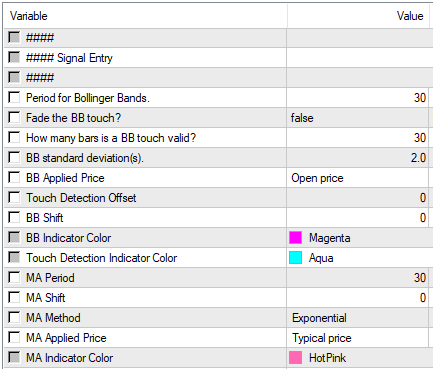 Variable Value
####
#### Signal Entry
####
Period for Bollinger Bands. 30
Fade the BB touch? false
How many bars is a BB touch valid? 30
BB standard deviation(s). 2.0
BB Applied Price Open price
Touch Detection Offset 0
BB Shift 0
BB Indicator Color Magenta
Touch Detection Indicator Color Aqua
MA Period 30
MA Shift 0
MA Method Exponential
MA Applied Price Typical price
MA Indicator Color HotPink